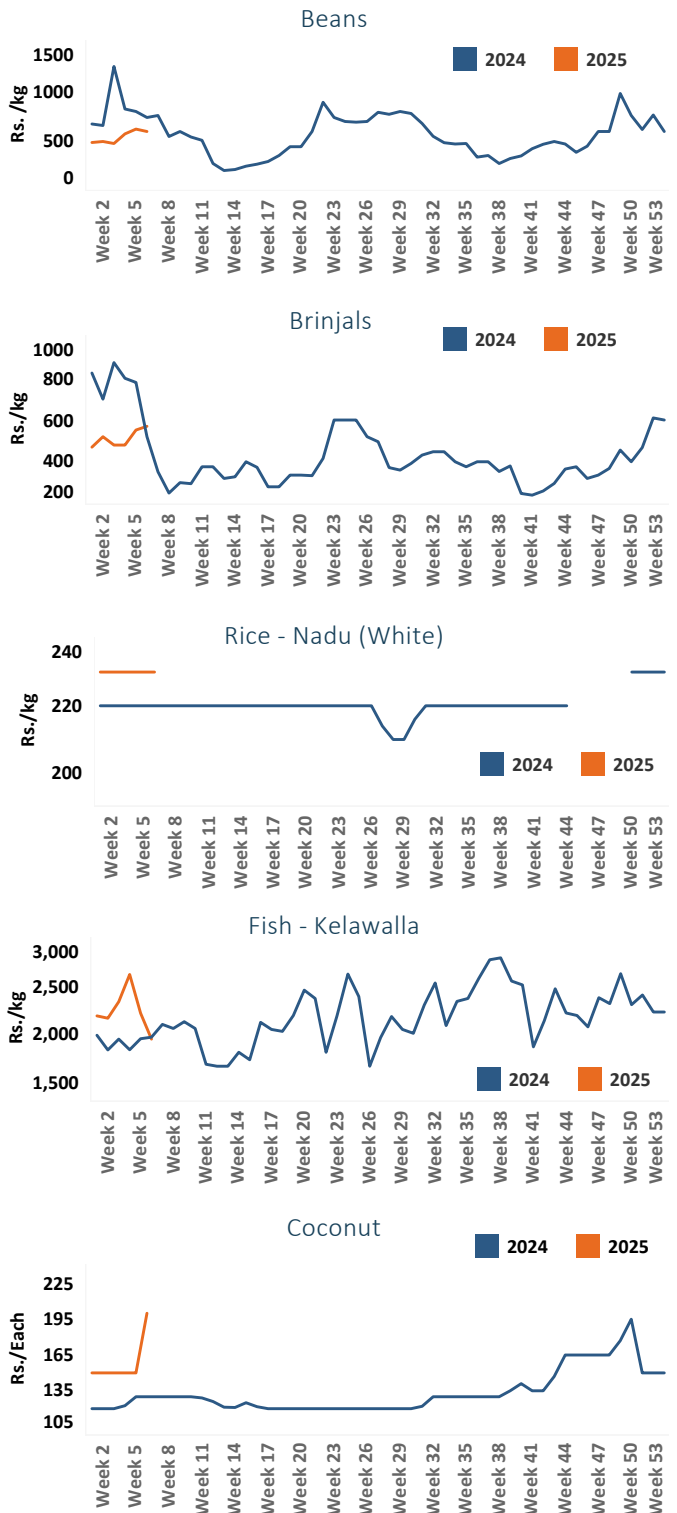 Beans
2024 2025
Rs. /kg
1500
1000
500
0
Week 2 Week 5 Week 8 Week 11 Week 14 Week 17 Week 20 Week 23 Week 26 Week 29 Week 32 Week 35 Week 38 Week 41 Week 44 Week 47 Week 50 Week 53
Brinjals
2024 2025
Rs./kg
1000
800
600
400
200
Week 2 Week 5 Week 8 Week 11 Week 14 Week 17 Week 20 Week 23 Week 26 Week 29 Week 32 Week 35 Week 38 Week 41 Week 44 Week 47 Week 50 Week 53
Rice - Nadu (White)
Rs./kg
240
220
200
2024 2025
Week 2 Week 5 Week 8 Week 11 Week 14 Week 17 Week 20 Week 23 Week 26 Week 29 Week 32 Week 35 Week 38 Week 41 Week 44 Week 47 Week 50 Week 53
Fish - Kelawalla
Rs./kg
3,000
2,500
2,000
1,500
2024 2025
Week 2 Week 5 Week 8 Week 11 Week 14 Week 17 Week 20 Week 23 Week 26 Week 29 Week 32 Week 35 Week 38 Week 41 Week 44 Week 47 Week 50 Week 53
Coconut
2024 2025
Rs./Each
225
195
165
135
105
Week 2 Week 5 Week 8 Week 11 Week 14 Week 17 Week 20 Week 23 Week 26 Week 29 Week 32 Week 35 Week 38 Week 41 Week 44 Week 47 Week 50 Week 53